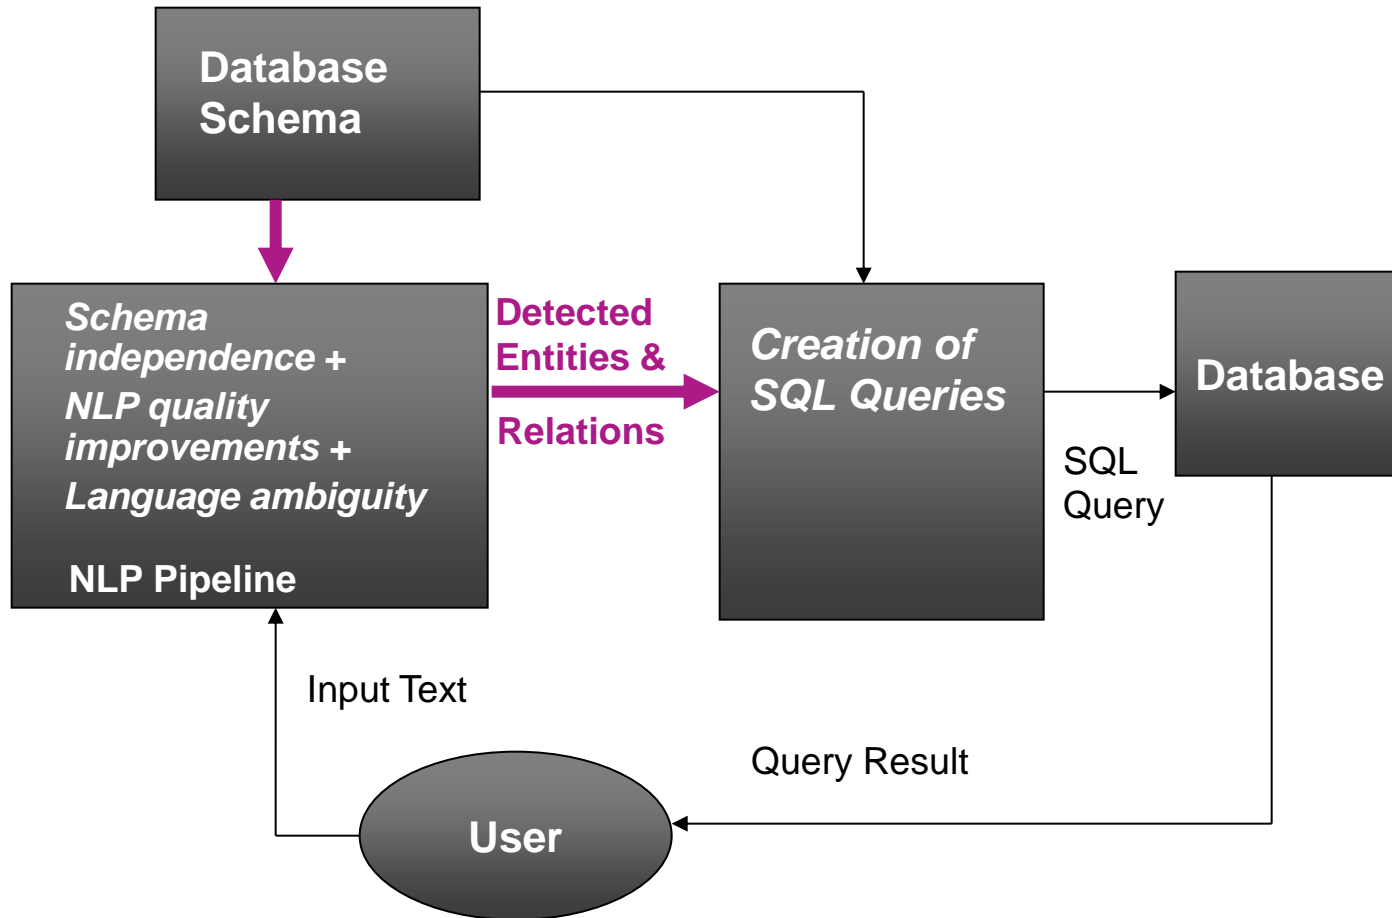 Database
Schema
Schema
independence +
NLP quality
improvements +
Language ambiguity
NLP Pipeline
Detected
Entities &
Relations
Creation of
SQL Queries
Database
SQL
Query
Input Text
Query Result
User